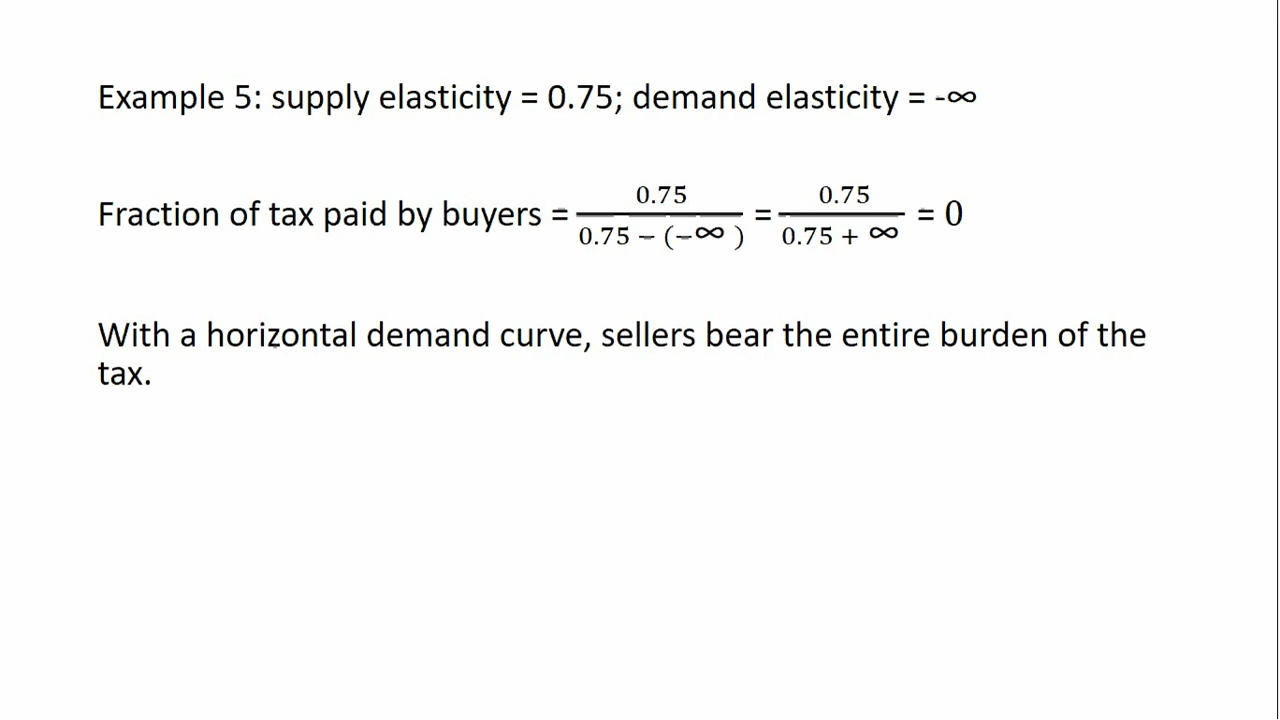 Example 5: supply elasticity = 0.75; demand elasticity = -∞
Fraction of tax paid by buyers = 0.75 / 0.75 − (−∞ ) = 0.75 / 0.75 + ∞ = 0
With a horizontal demand curve, sellers bear the entire burden of the
tax.